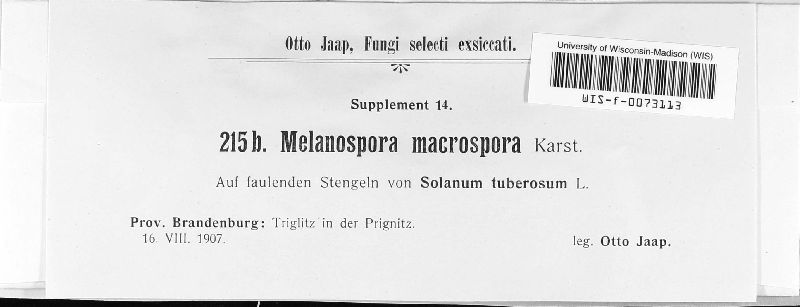 Otto Jaap, Fungi selecti exsiccati.
University of Wisconsin-Madison (WIS)
WIS-f-0073113
Supplement 14.
215 b. Melanospora macrospora Karst.
Auf faulenden Stengeln von Solanum tuberosum L.
Prov. Brandenburg: Triglitz in der Prignitz.
16. VIII. 1907.
leg. Otto Jaap.